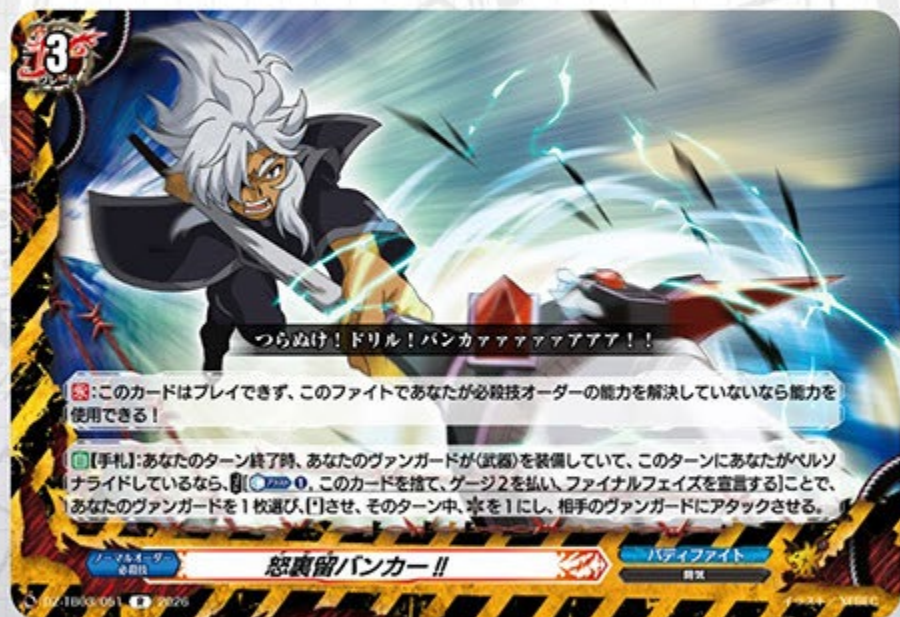 3
グレード
つらぬけ！ドリル！バンカァァァァァアアア！！
永：このカードはプレイできず、このファイトであなたが必殺技オーダーの能力を解決していないなら能力を
使用できる！
自【手札】：あなたのターン終了時、あなたのヴァンガードが〈武器〉を装備していて、このターンにあなたがペルソ
ナライドしているなら、[ブラスト ①, このカードを捨て、ゲージ２を払い、ファイナルフェイズを宣言する]ことで、
あなたのヴァンガードを１枚選び、[*]させ、そのターン中、を１にし、相手のヴァンガードにアタックさせる。
ノーマルオーダー
必殺技
怒裏留バンカー!!
バディファイト
闘気
DZ-TB03/051 R 2026
イラスト／XEBEC